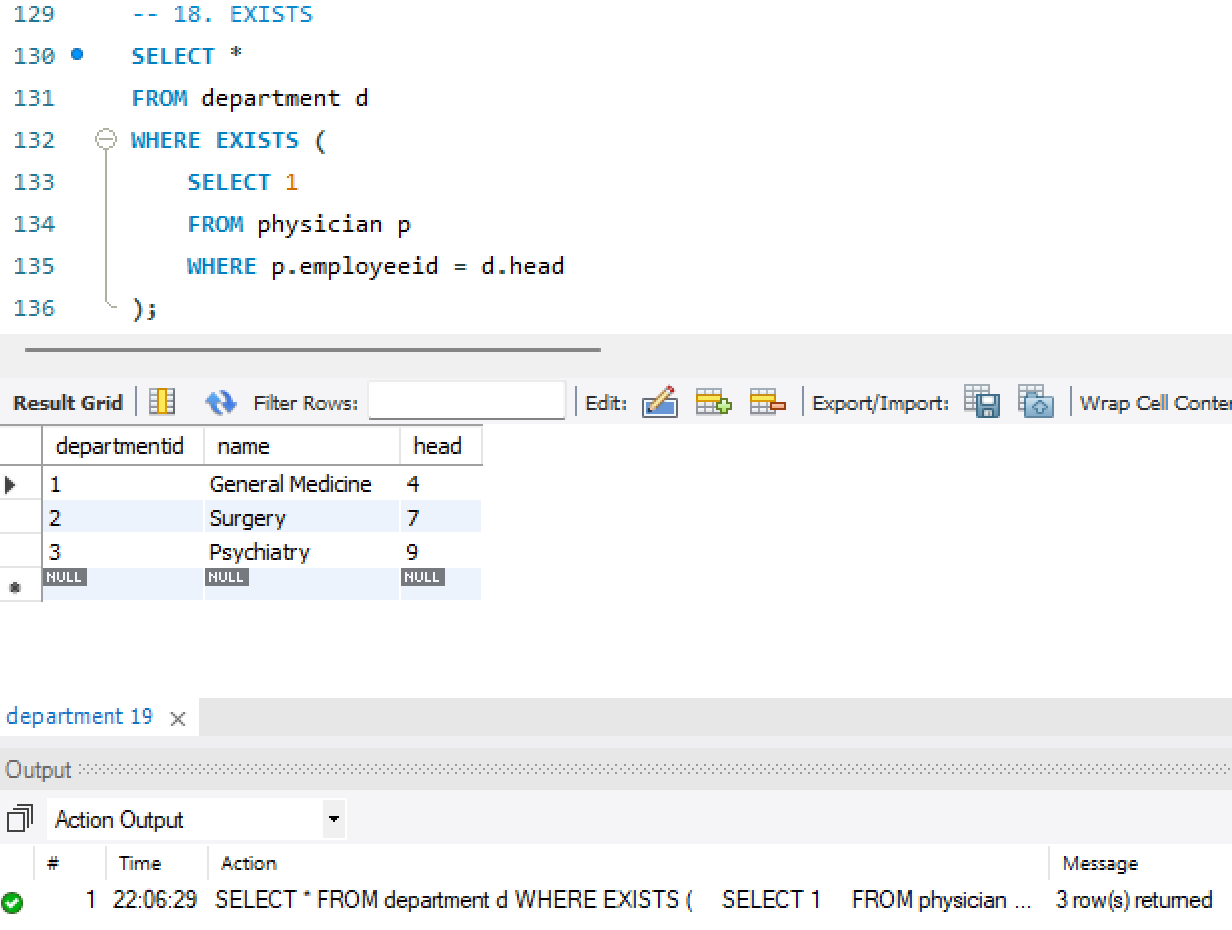 129 -- 18. EXISTS
130 SELECT *
131 FROM department d
132 WHERE EXISTS (
133 SELECT 1
134 FROM physician p
135 WHERE p.employeeid = d.head
136 );
Result Grid Filter Rows: Edit: Export/Import: Wrap Cell Conter
departmentid name head
1 General Medicine 4
2 Surgery 7
3 Psychiatry 9
NULL NULL NULL
department 19
Output
Action Output
# Time Action Message
1 22:06:29 SELECT * FROM department d WHERE EXISTS ( SELECT 1 FROM physician ... 3 row(s) returned